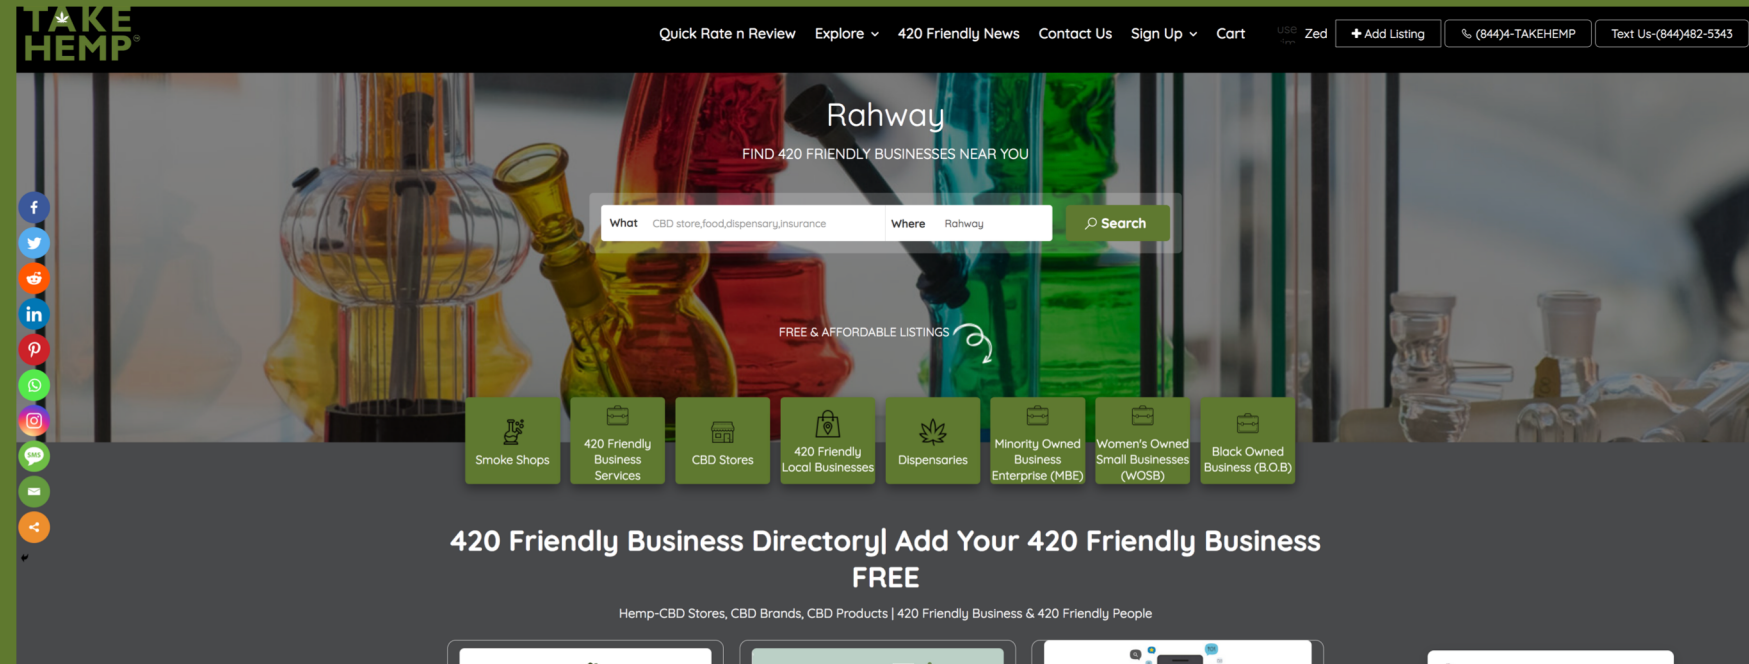 TAKE
HEMP
Quick Rate n Review
Explore
420 Friendly News
Contact Us
Sign Up
Cart
use
Zed
Add Listing
(844)4-TAKEHEMP
Text Us-(844)482-5343
Rahway
FIND 420 FRIENDLY BUSINESSES NEAR YOU
What
CBD store,food,dispensary,insurance
Where
Rahway
Search
FREE & AFFORDABLE LISTINGS
Smoke Shops
420 Friendly
Business
Services
CBD Stores
420 Friendly
Local Businesses
Dispensaries
Minority Owned
Business
Enterprise (MBE)
Women's Owned
Small Businesses
(WOSB)
Black Owned
Business (B.O.B)
SMS
420 Friendly Business Directory| Add Your 420 Friendly Business
FREE
Hemp-CBD Stores, CBD Brands, CBD Products | 420 Friendly Business & 420 Friendly People